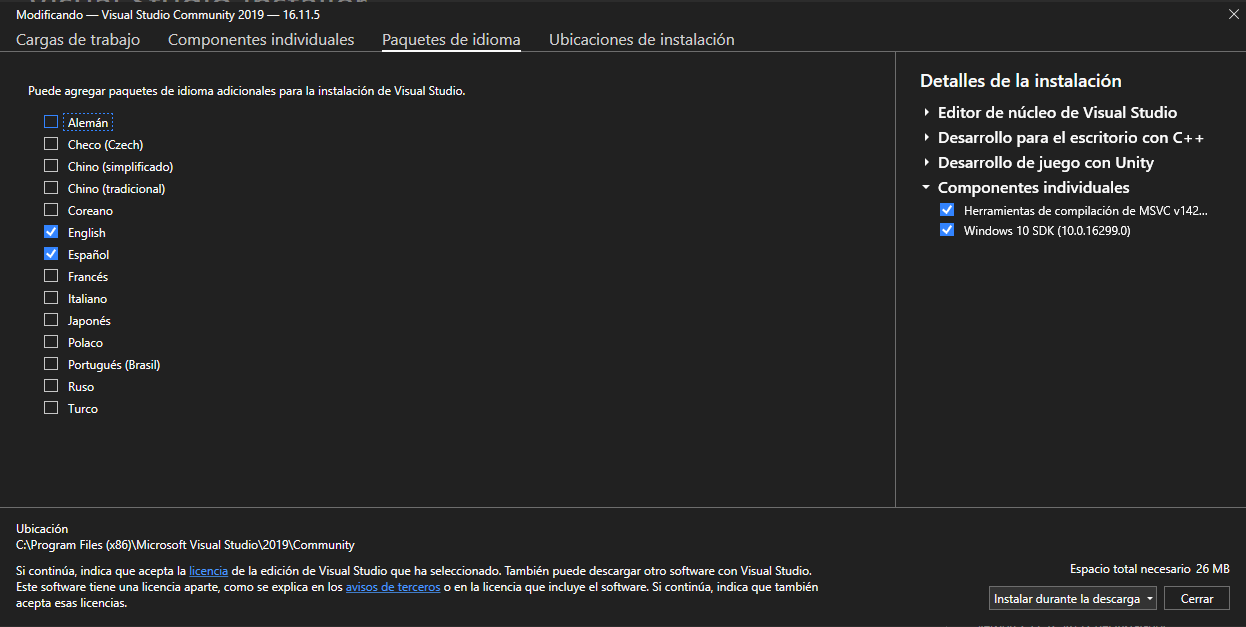 Modificando — Visual Studio Community 2019 — 16.11.5
Cargas de trabajo Componentes individuales Paquetes de idioma Ubicaciones de instalación
Puede agregar paquetes de idioma adicionales para la instalación de Visual Studio.
Alemán
Checo (Czech)
Chino (simplificado)
Chino (tradicional)
Coreano
English
Español
Francés
Italiano
Japonés
Polaco
Portugués (Brasil)
Ruso
Turco
Detalles de la instalación
Editor de núcleo de Visual Studio
Desarrollo para el escritorio con C++
Desarrollo de juego con Unity
Componentes individuales
Herramientas de compilación de MSVC v142...
Windows 10 SDK (10.0.16299.0)
Ubicación
C:\Program Files (x86)\Microsoft Visual Studio\2019\Community
Si continúa, indica que acepta la licencia de la edición de Visual Studio que ha seleccionado. También puede descargar otro software con Visual Studio.
Este software tiene una licencia aparte, como se explica en los avisos de terceros o en la licencia que incluye el software. Si continúa, indica que también
acepta esas licencias.
Espacio total necesario 26 MB
Instalar durante la descarga Cerrar